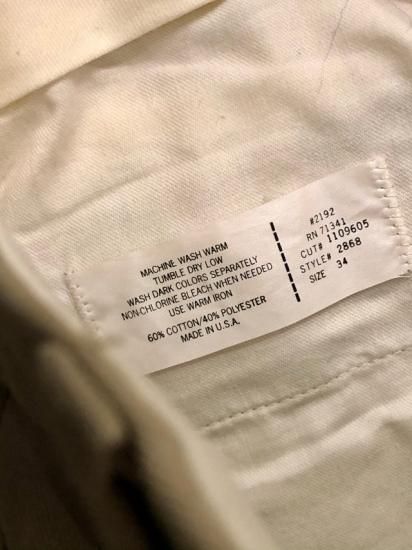 MACHINE WASH WARM
TUMBLE DRY LOW
WASH DARK COLORS SEPARATELY
NON-CHLORINE BLEACH WHEN NEEDED
USE WARM IRON
60% COTTON/40% POLYESTER
MADE IN U.S.A.
#2192
RN 71341
CUT# 1109605
STYLE# 2868
SIZE 34